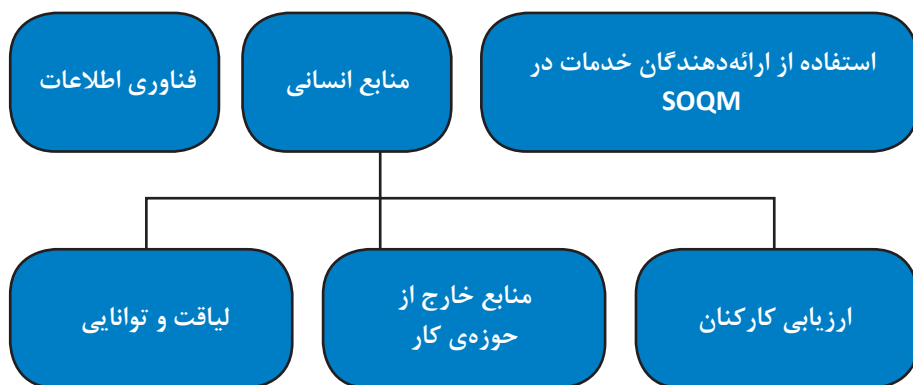 استفاده از ارائه‌دهندگان خدمات در
SOQM
منابع انسانی
فناوری اطلاعات
ارزیابی کارکنان
منابع خارج از
حوزه‌ی کار
لیاقت و توانایی